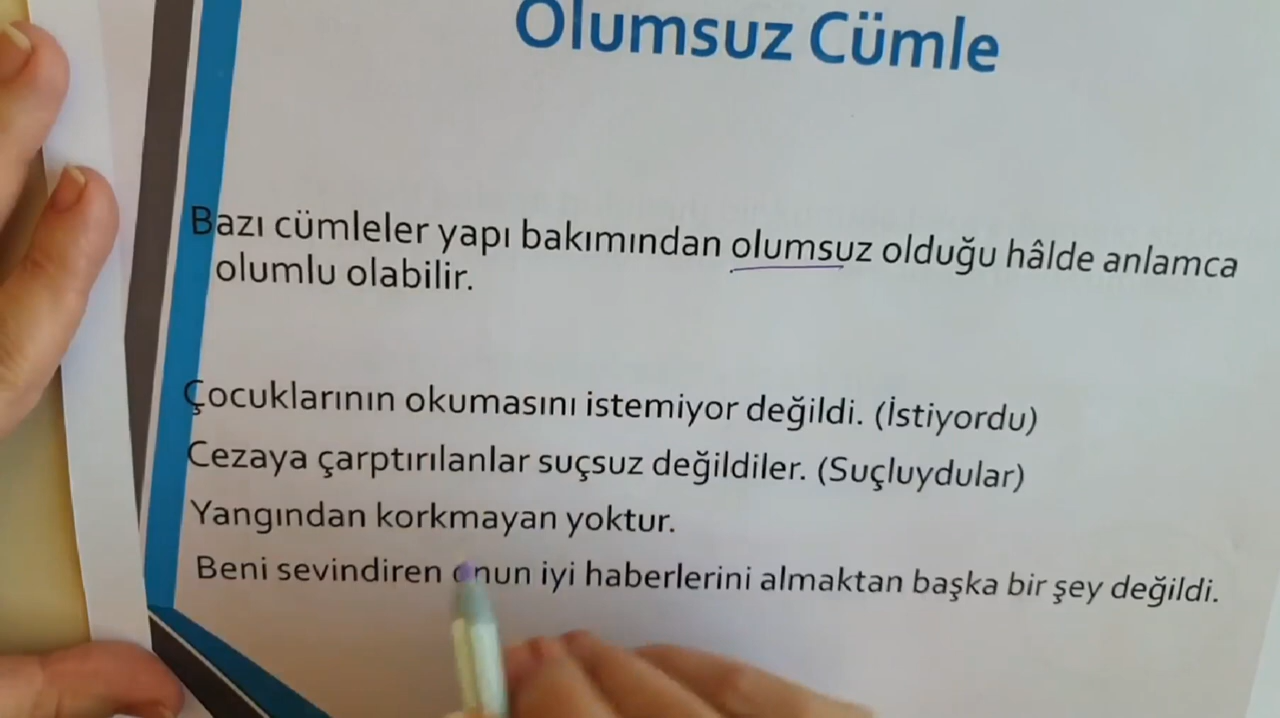 Olumsuz Cümle
Bazı cümleler yapı bakımından olumsuz olduğu hâlde anlamca
olumlu olabilir.
Çocuklarının okumasını istemiyor değildi. (İstiyordu)
Cezaya çarptırılanlar suçsuz değildiler. (Suçluydular)
Yangından korkmayan yoktur.
Beni sevindiren onun iyi haberlerini almaktan başka bir şey değildi.